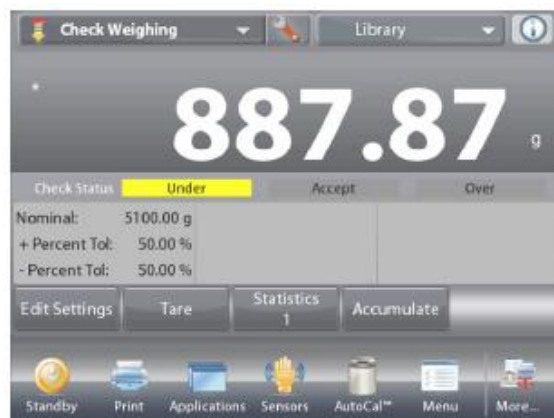 Check Weighing Library
*
887.87 g
Check Status Under Accept Over
Nominal: 5100.00 g
+ Percent Tol: 50.00 %
- Percent Tol: 50.00 %
Edit Settings Tare Statistics Accumulate
1
Standby Print Applications Sensors AutoCal™ Menu More...